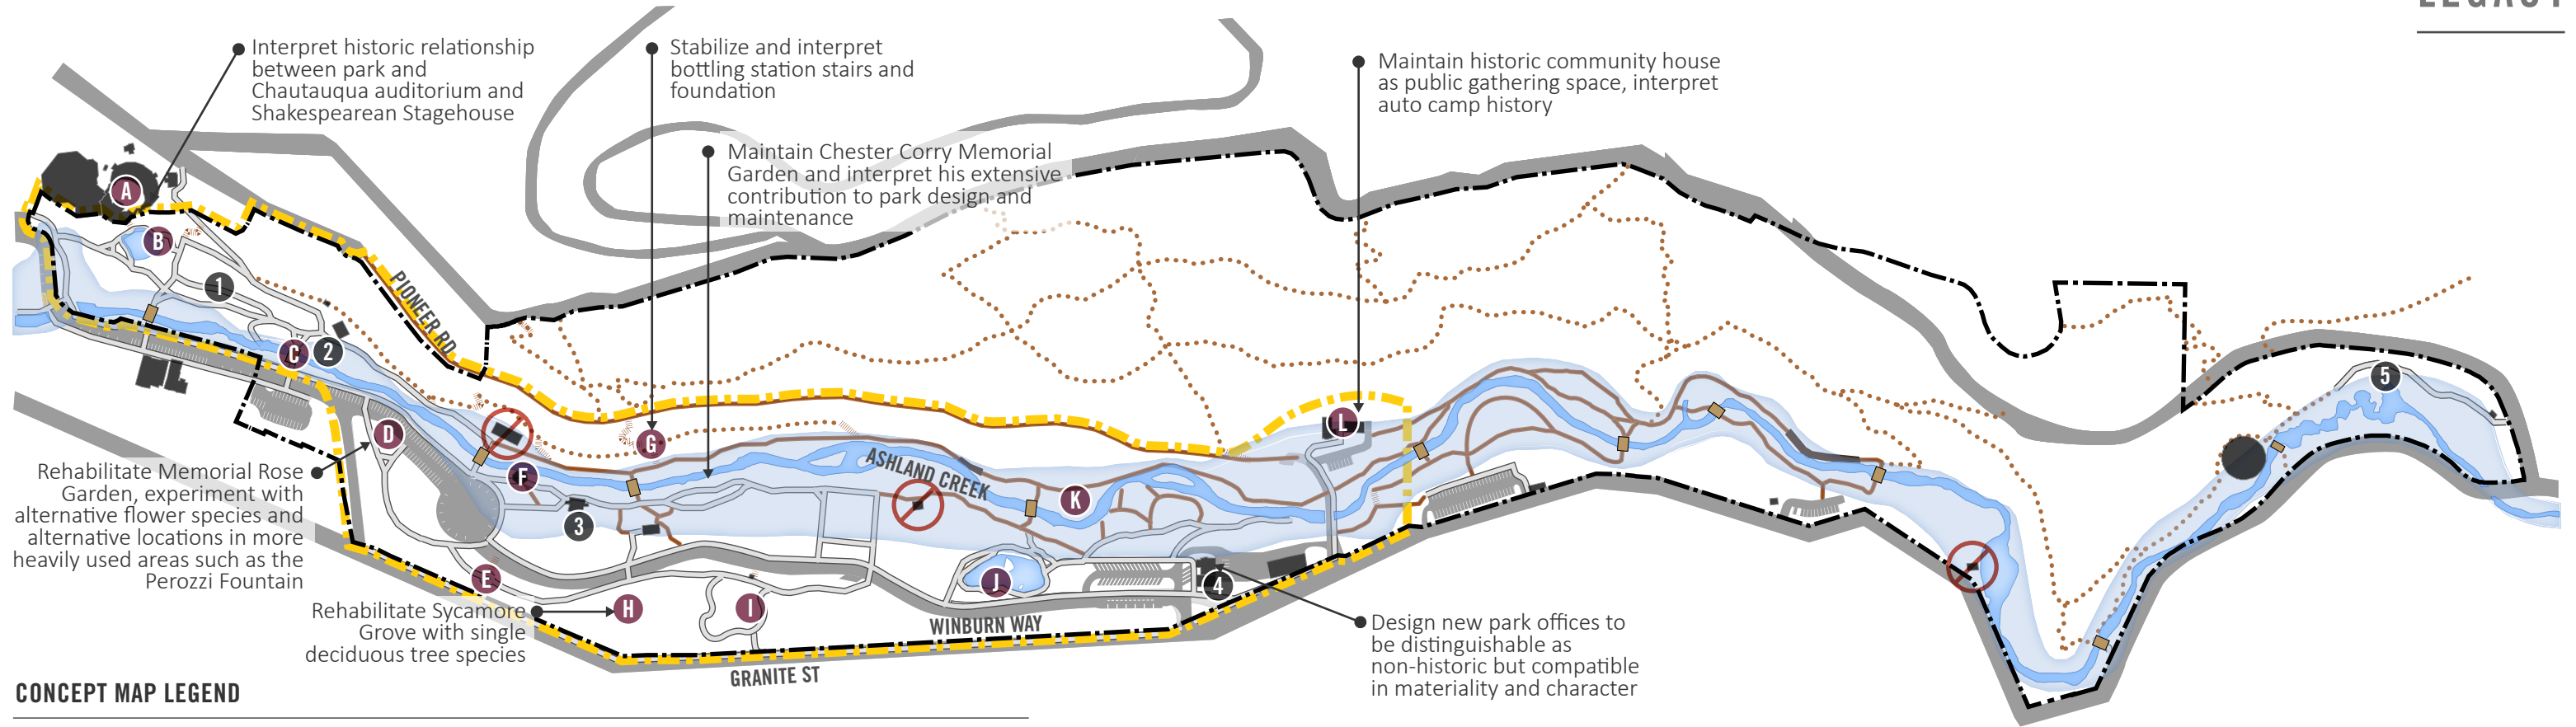 LEGACY
Interpret historic relationship
between park and
Chautauqua auditorium and
Shakespearean Stagehouse
Stabilize and interpret
bottling station stairs and
foundation
Maintain Chester Corry Memorial
Garden and interpret his extensive
contribution to park design and
maintenance
Maintain historic community house
as public gathering space, interpret
auto camp history
A
B
1
C
2
PIONEER RD
D
Rehabilitate Memorial Rose
Garden, experiment with
alternative flower species and
alternative locations in more
heavily used areas such as the
Perozzi Fountain
F
3
G
ASHLAND CREEK
K
L
5
E
H
I
J
4
Rehabilitate Sycamore
Grove with single
deciduous tree species
WINBURN WAY
GRANITE ST
Design new park offices to
be distinguishable as
non-historic but compatible
in materiality and character
CONCEPT MAP LEGEND